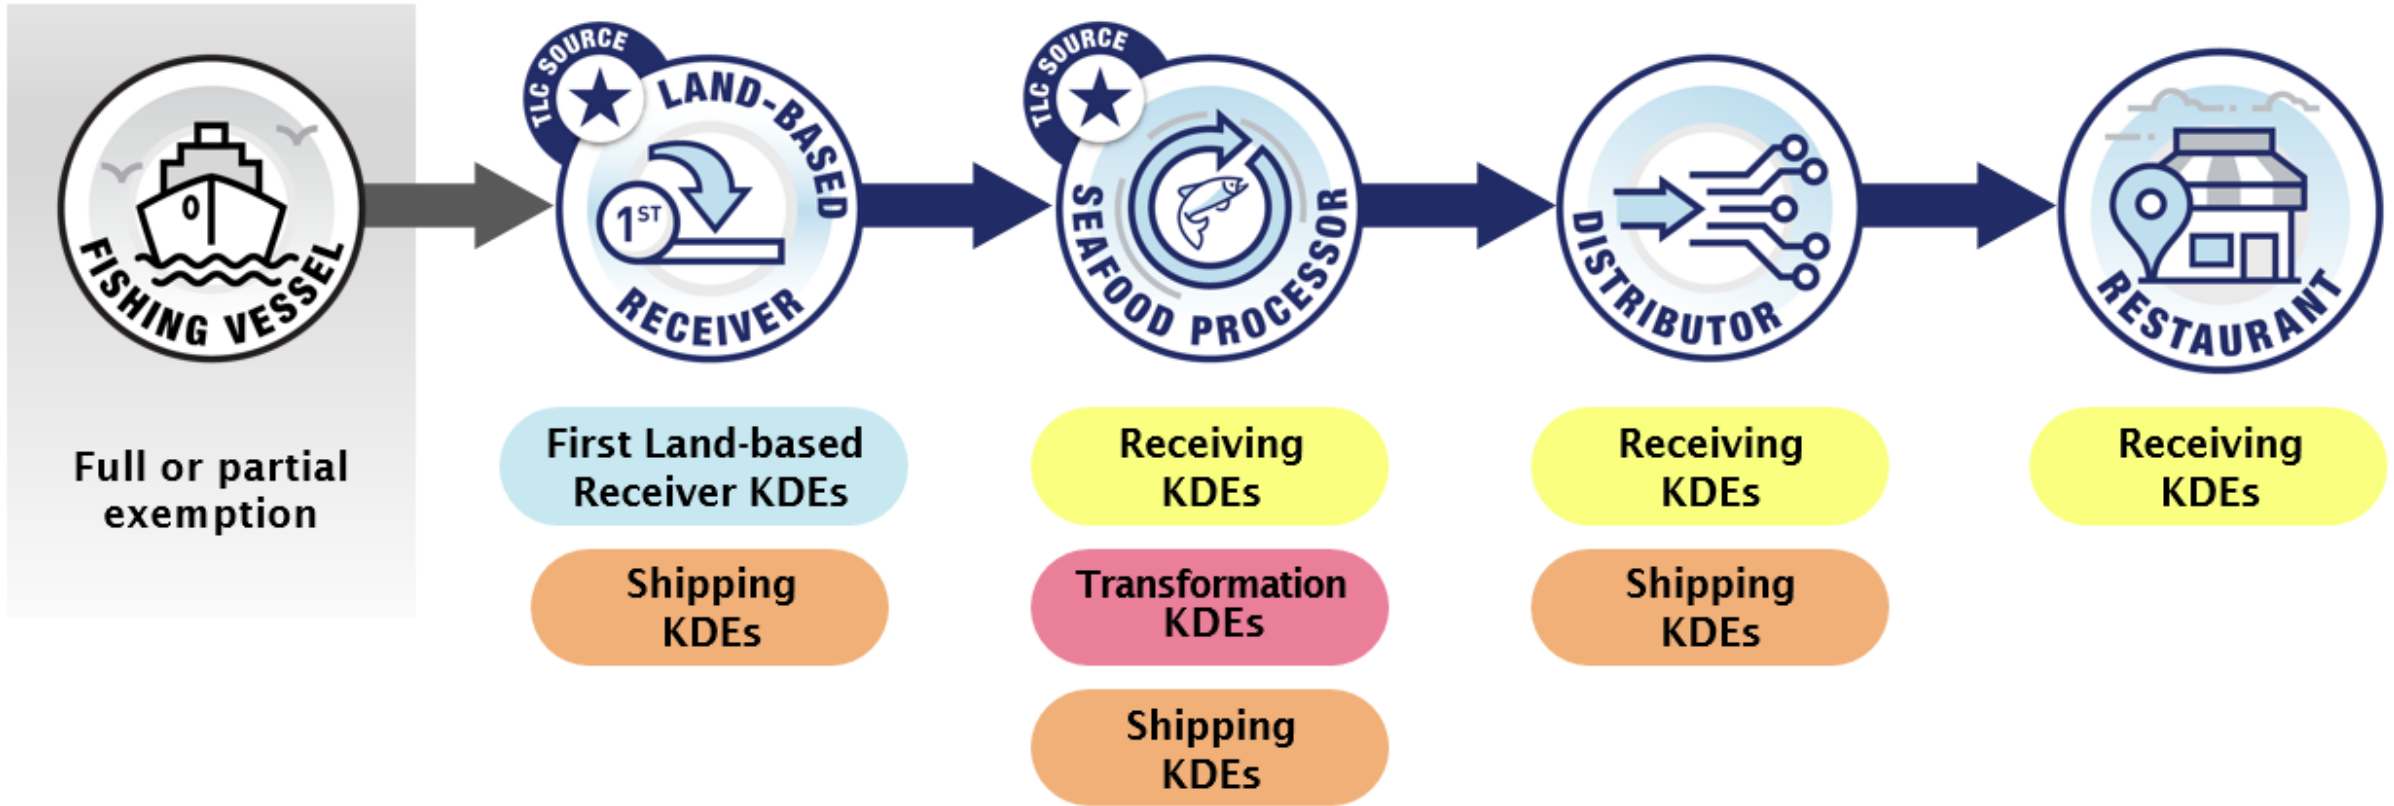 FISHING VESSEL
Full or partial
exemption
TLC SOURCE
LAND-BASED
1ST
RECEIVER
First Land-based
Receiver KDEs
Shipping
KDEs
TLC SOURCE
SEAFOOD PROCESSOR
Receiving
KDEs
Transformation
KDEs
Shipping
KDEs
DISTRIBUTOR
Receiving
KDEs
Shipping
KDEs
RESTAURANT
Receiving
KDEs